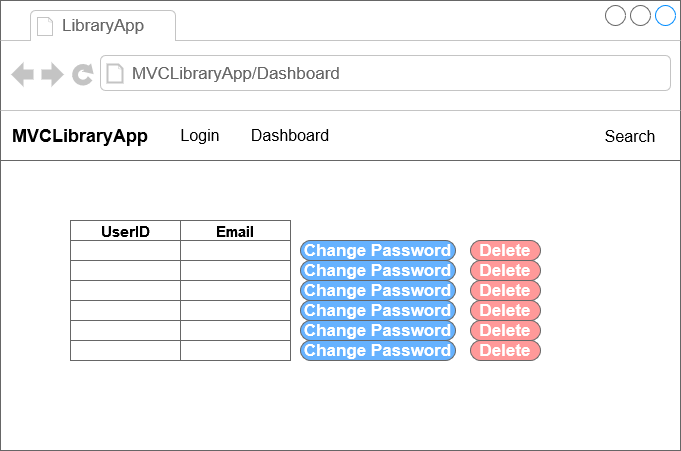 LibraryApp
MVCLibraryApp/Dashboard
MVCLibraryApp Login Dashboard Search
UserID Email
Change Password Delete
Change Password Delete
Change Password Delete
Change Password Delete
Change Password Delete
Change Password Delete